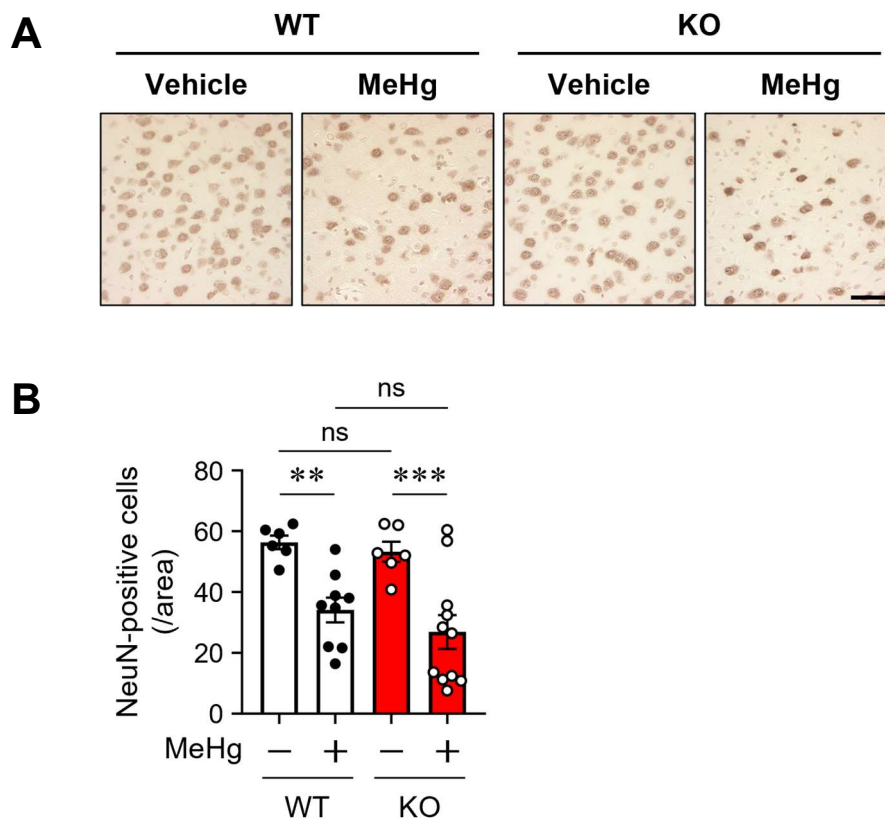 A
WT
KO
Vehicle
MeHg
Vehicle
MeHg
B
ns
ns
**
***
NeuN-positive cells
(/area)
80
60
40
20
0
MeHg − + − +
WT
KO